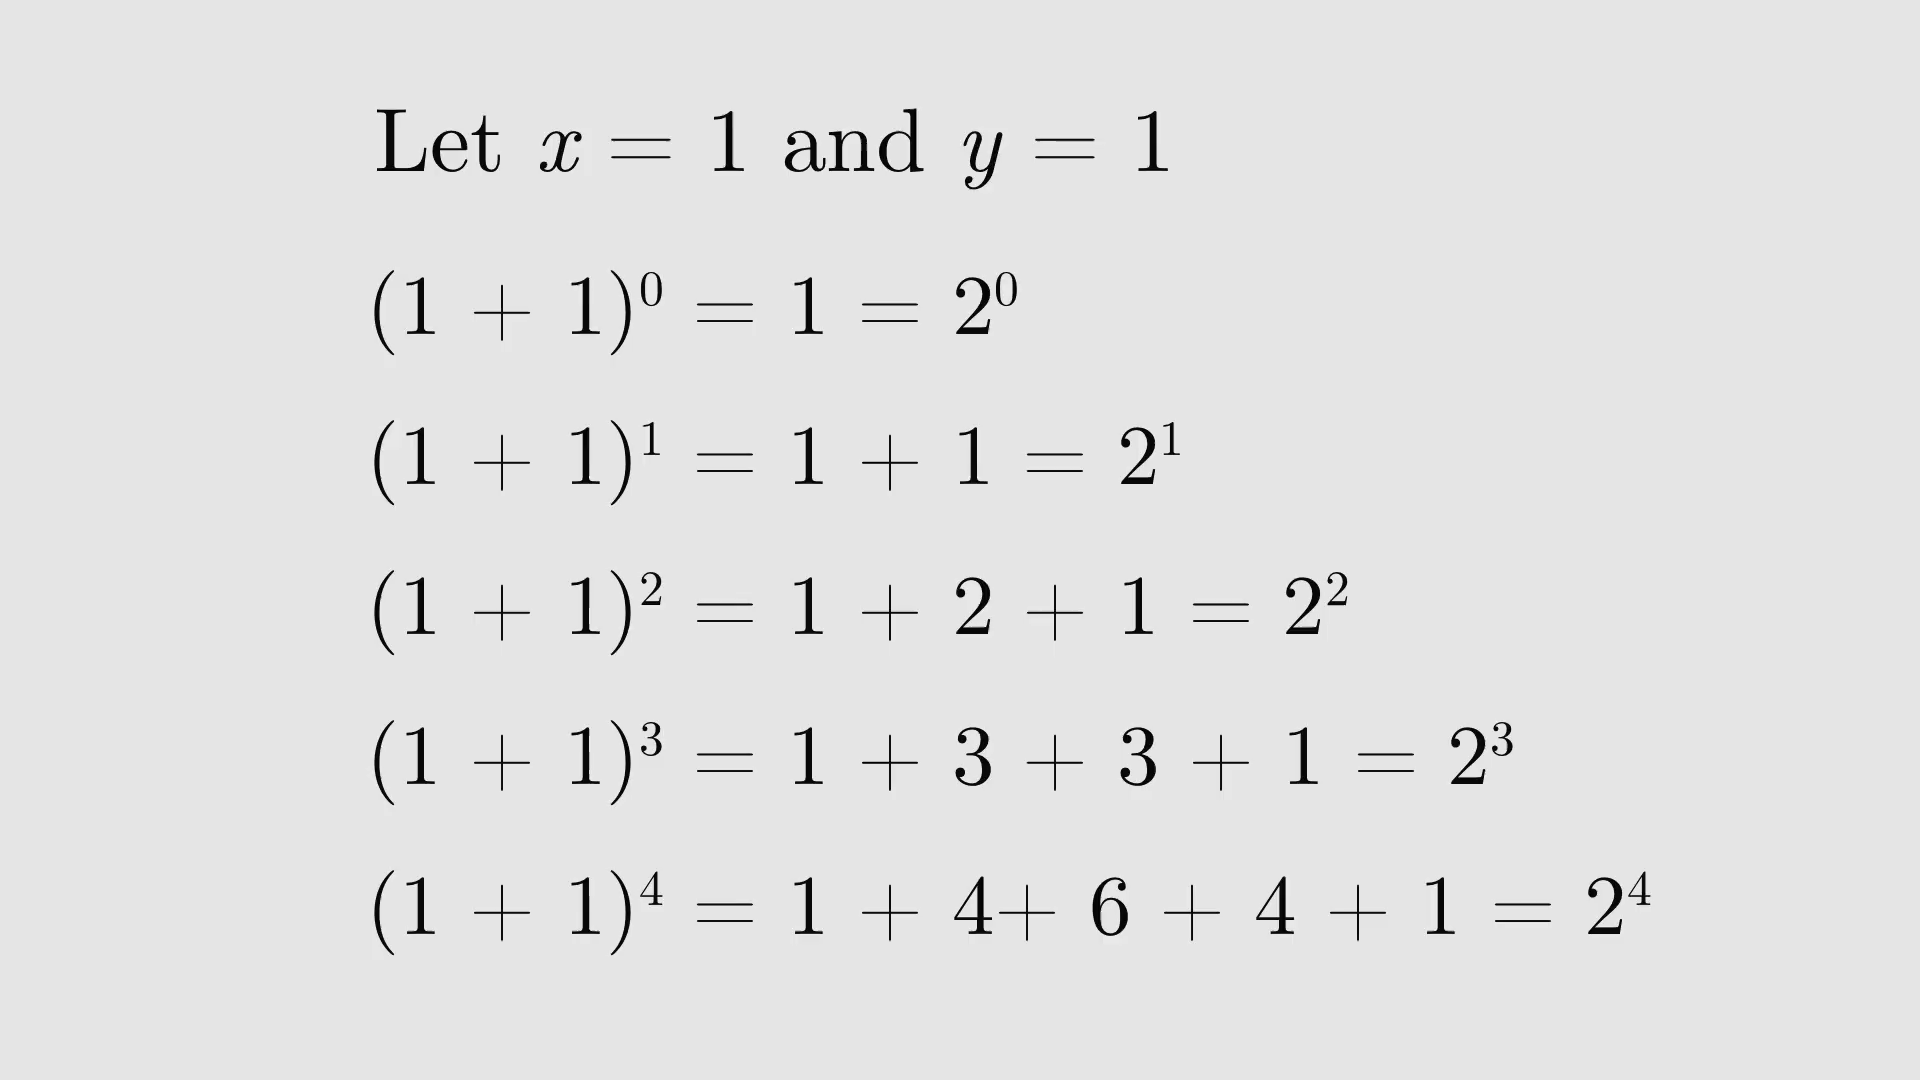 Let x = 1 and y = 1
(1 + 1)⁰ = 1 = 2⁰
(1 + 1)¹ = 1 + 1 = 2¹
(1 + 1)² = 1 + 2 + 1 = 2²
(1 + 1)³ = 1 + 3 + 3 + 1 = 2³
(1 + 1)⁴ = 1 + 4+ 6 + 4 + 1 = 2⁴